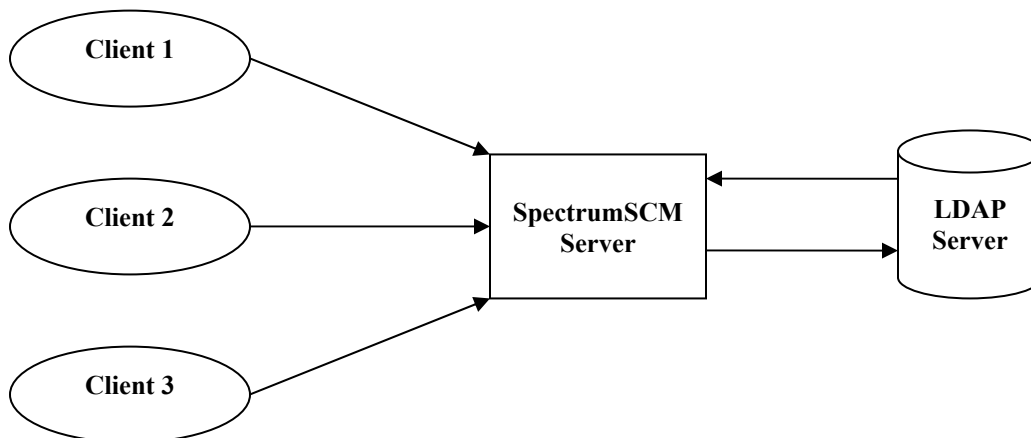 Client 1
Client 2
SpectrumSCM
Server
LDAP
Server
Client 3